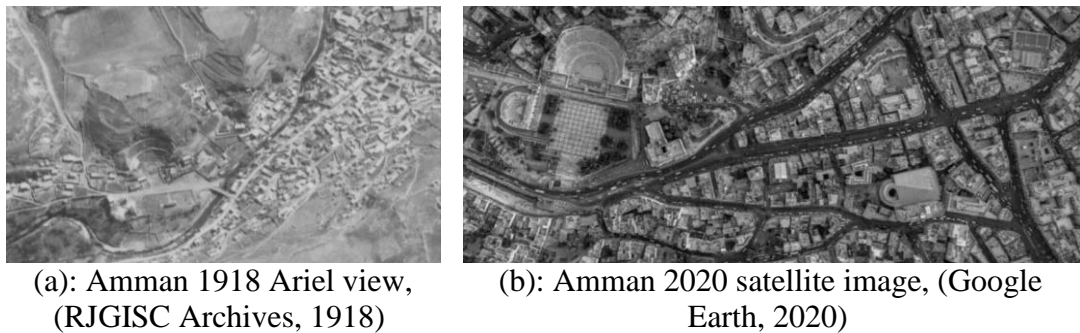 (a): Amman 1918 Ariel view,
(RJGISC Archives, 1918)
(b): Amman 2020 satellite image, (Google
Earth, 2020)